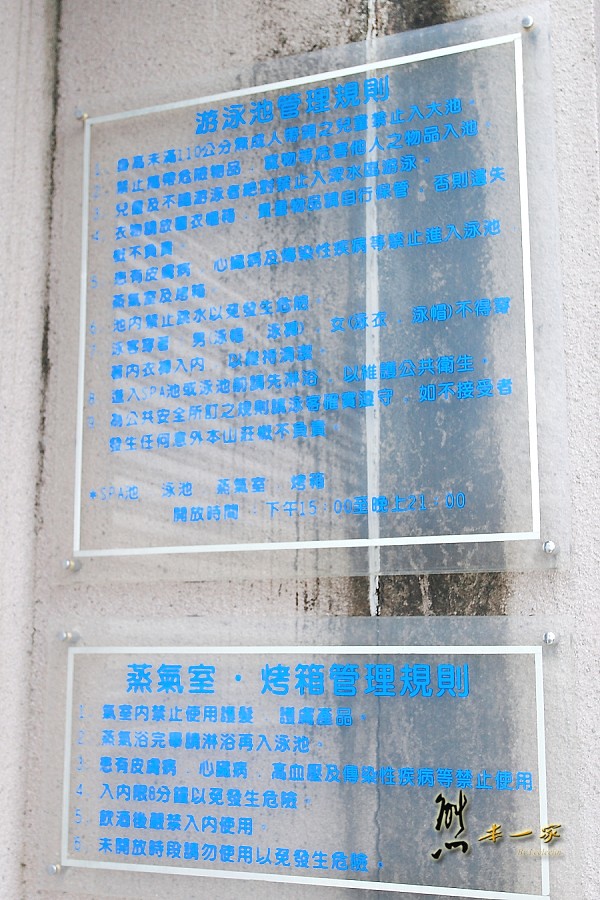 游泳池管理規則
1. 身高未滿110公分無成人陪同之兒童禁止入大池。
2. 禁止攜帶危險物品、寵物等危害他人之物品入池。
3. 兒童及不諳游泳者絕對禁止入深水區游泳。
4. 衣物請放置衣帽箱、貴重物品請自行保管,否則遺失
概不負責
5. 患有皮膚病、心臟病及傳染性疾病等禁止進入泳池
蒸氣室及烤箱
6. 池內禁止跳水以免發生危險。
7. 泳客穿著、男(泳帽、泳褲)、女(泳衣、泳帽)不得穿
著內衣褲入內,以維持清潔。
8. 進入SPA池或泳池前請先淋浴,以維護公共衛生。
9. 為公共安全所訂之規則請泳客確實遵守,如不接受者
發生任何意外本山莊概不負責。
*SPA池 泳池 蒸氣室 烤箱
開放時間:下午15:00至晚上21:00
蒸氣室・烤箱管理規則
1. 氣室內禁止使用護髮、護膚產品。
2. 蒸氣浴完畢請淋浴再入泳池。
3. 患有皮膚病、心臟病、高血壓及傳染性疾病等禁止使用
4. 入內限8分鐘以免發生危險。
5. 飲酒後嚴禁入內使用。
6. 未開放時段請勿使用以免發生危險。
熊本一家